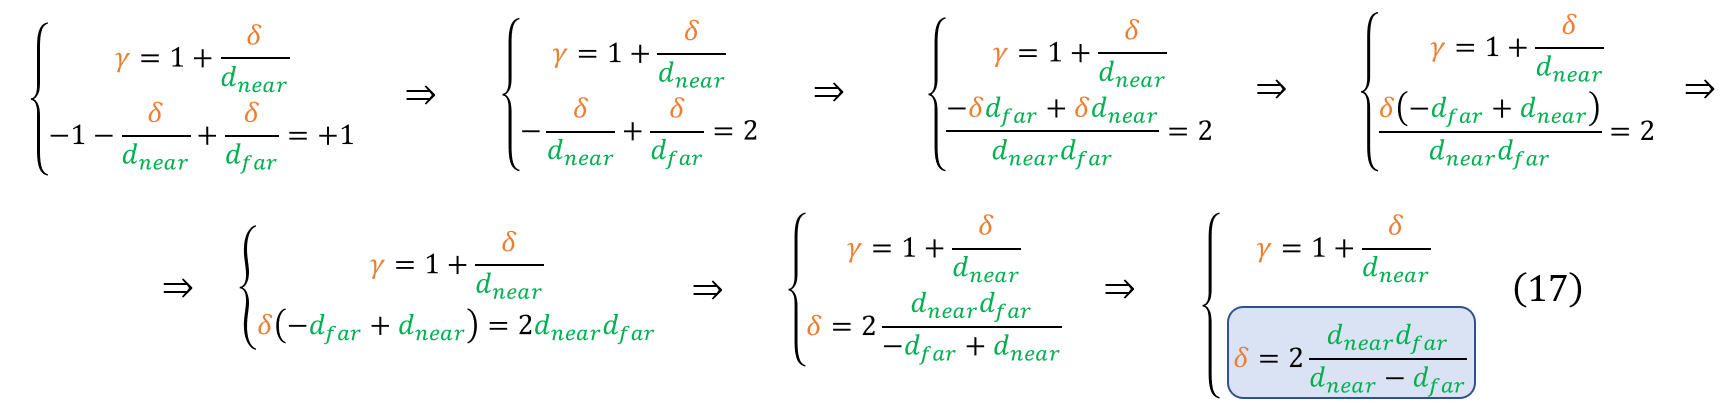 $\begin{cases} \gamma = 1 + \frac{\delta}{d_{near}} \\ -1 - \frac{\delta}{d_{near}} + \frac{\delta}{d_{far}} = +1 \end{cases} \Rightarrow \begin{cases} \gamma = 1 + \frac{\delta}{d_{near}} \\ -\frac{\delta}{d_{near}} + \frac{\delta}{d_{far}} = 2 \end{cases} \Rightarrow \begin{cases} \gamma = 1 + \frac{\delta}{d_{near}} \\ \frac{-\delta d_{far} + \delta d_{near}}{d_{near} d_{far}} = 2 \end{cases} \Rightarrow \begin{cases} \gamma = 1 + \frac{\delta}{d_{near}} \\ \frac{\delta(-d_{far} + d_{near})}{d_{near} d_{far}} = 2 \end{cases} \Rightarrow$
$\Rightarrow \begin{cases} \gamma = 1 + \frac{\delta}{d_{near}} \\ \delta(-d_{far} + d_{near}) = 2 d_{near} d_{far} \end{cases} \Rightarrow \begin{cases} \gamma = 1 + \frac{\delta}{d_{near}} \\ \delta = 2 \frac{d_{near} d_{far}}{-d_{far} + d_{near}} \end{cases} \Rightarrow \begin{cases} \gamma = 1 + \frac{\delta}{d_{near}} \\ \delta = 2 \frac{d_{near} d_{far}}{d_{near} - d_{far}} \end{cases} (17)$